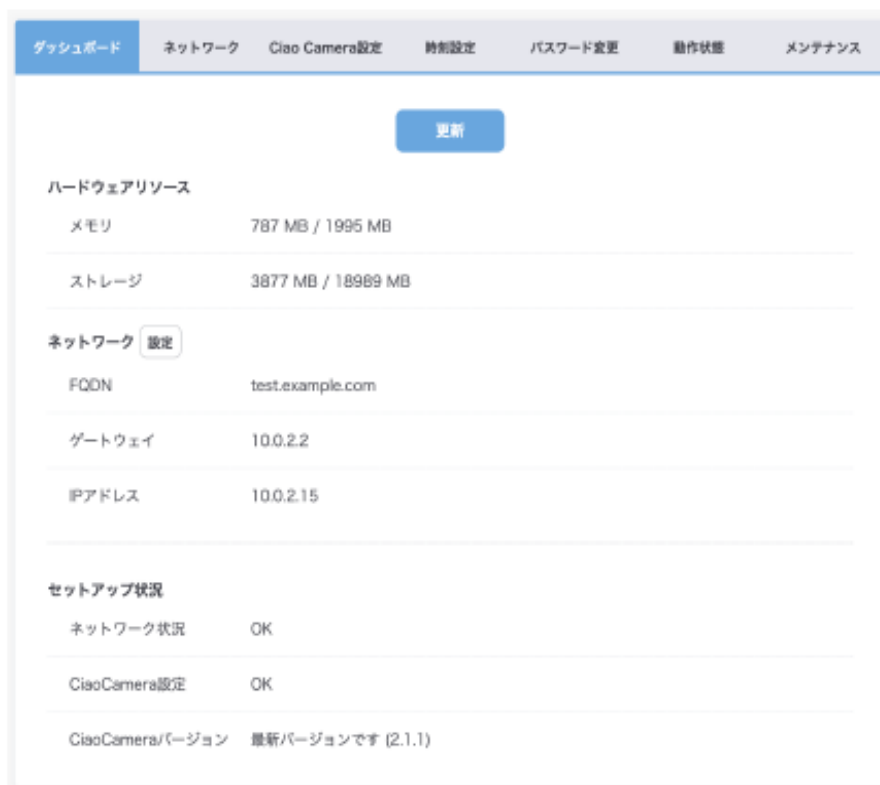 ダッシュボード ネットワーク Ciao Camera設定 時刻設定 パスワード変更 動作状態 メンテナンス
更新
ハードウェアリソース
メモリ 787 MB / 1995 MB
ストレージ 3877 MB / 18989 MB
ネットワーク 設定
FQDN test.example.com
ゲートウェイ 10.0.2.2
IPアドレス 10.0.2.15
セットアップ状況
ネットワーク状況 OK
CiaoCamera設定 OK
CiaoCameraバージョン 最新バージョンです (2.1.1)